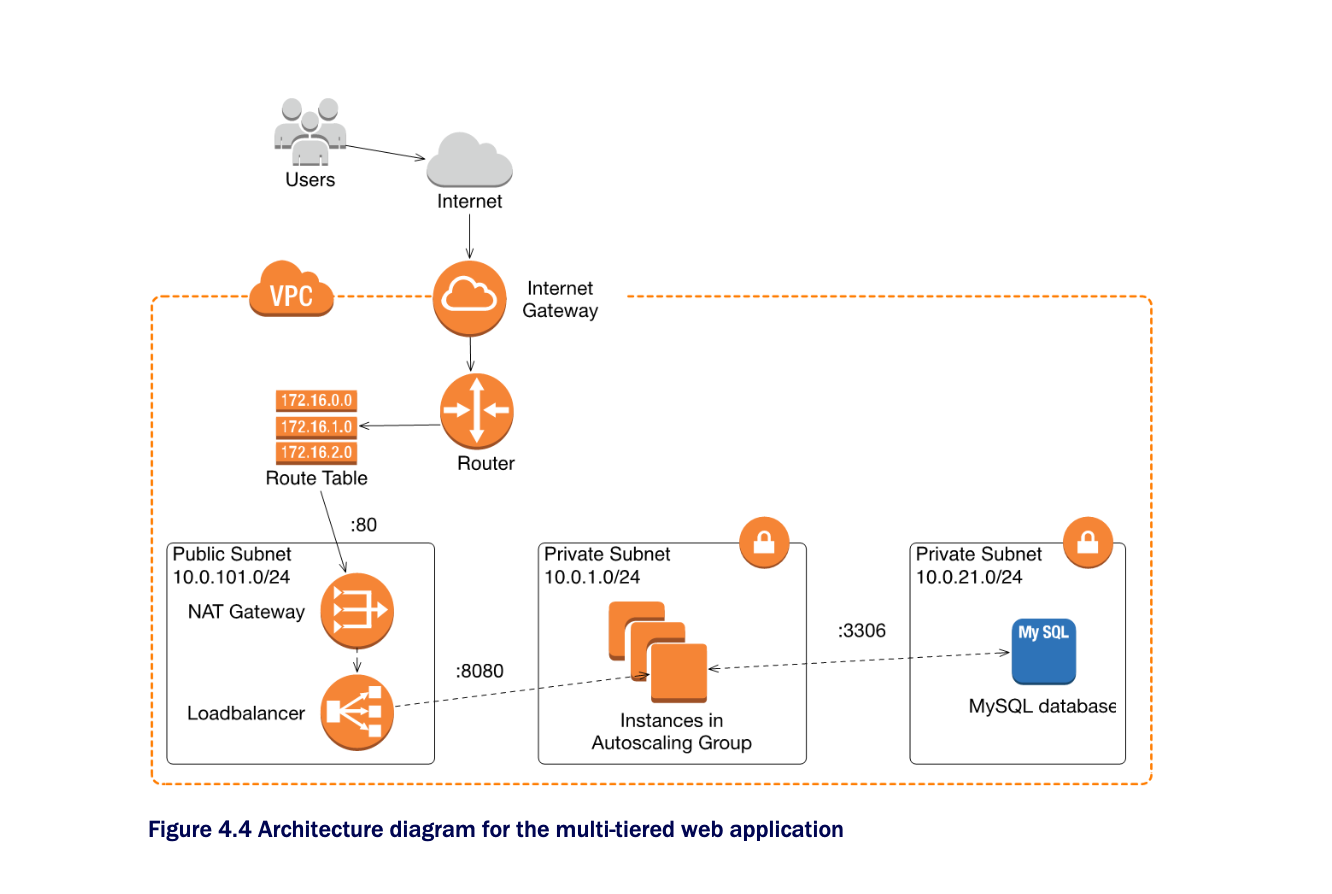 Users
Internet
VPC
Internet
Gateway
172.16.0.0
172.16.1.0
172.16.2.0
Route Table
Router
:80
Public Subnet
10.0.101.0/24
NAT Gateway
Loadbalancer
:8080
Private Subnet
10.0.1.0/24
Instances in
Autoscaling Group
:3306
Private Subnet
10.0.21.0/24
My SQL
MySQL database
Figure 4.4 Architecture diagram for the multi-tiered web application